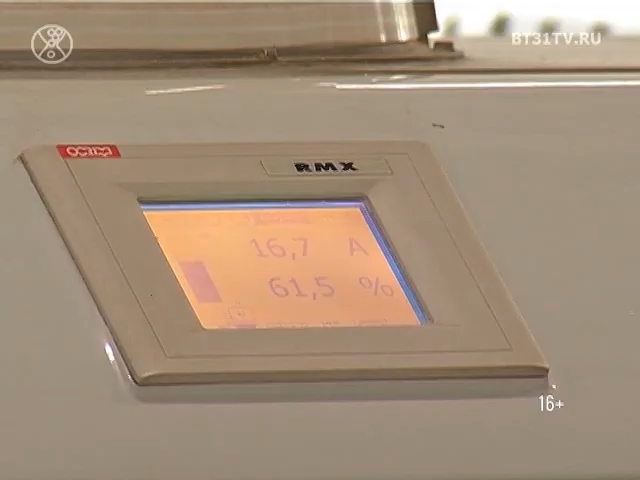 BT31TV.RU
RMX
16,7 A
61,5 %
16+